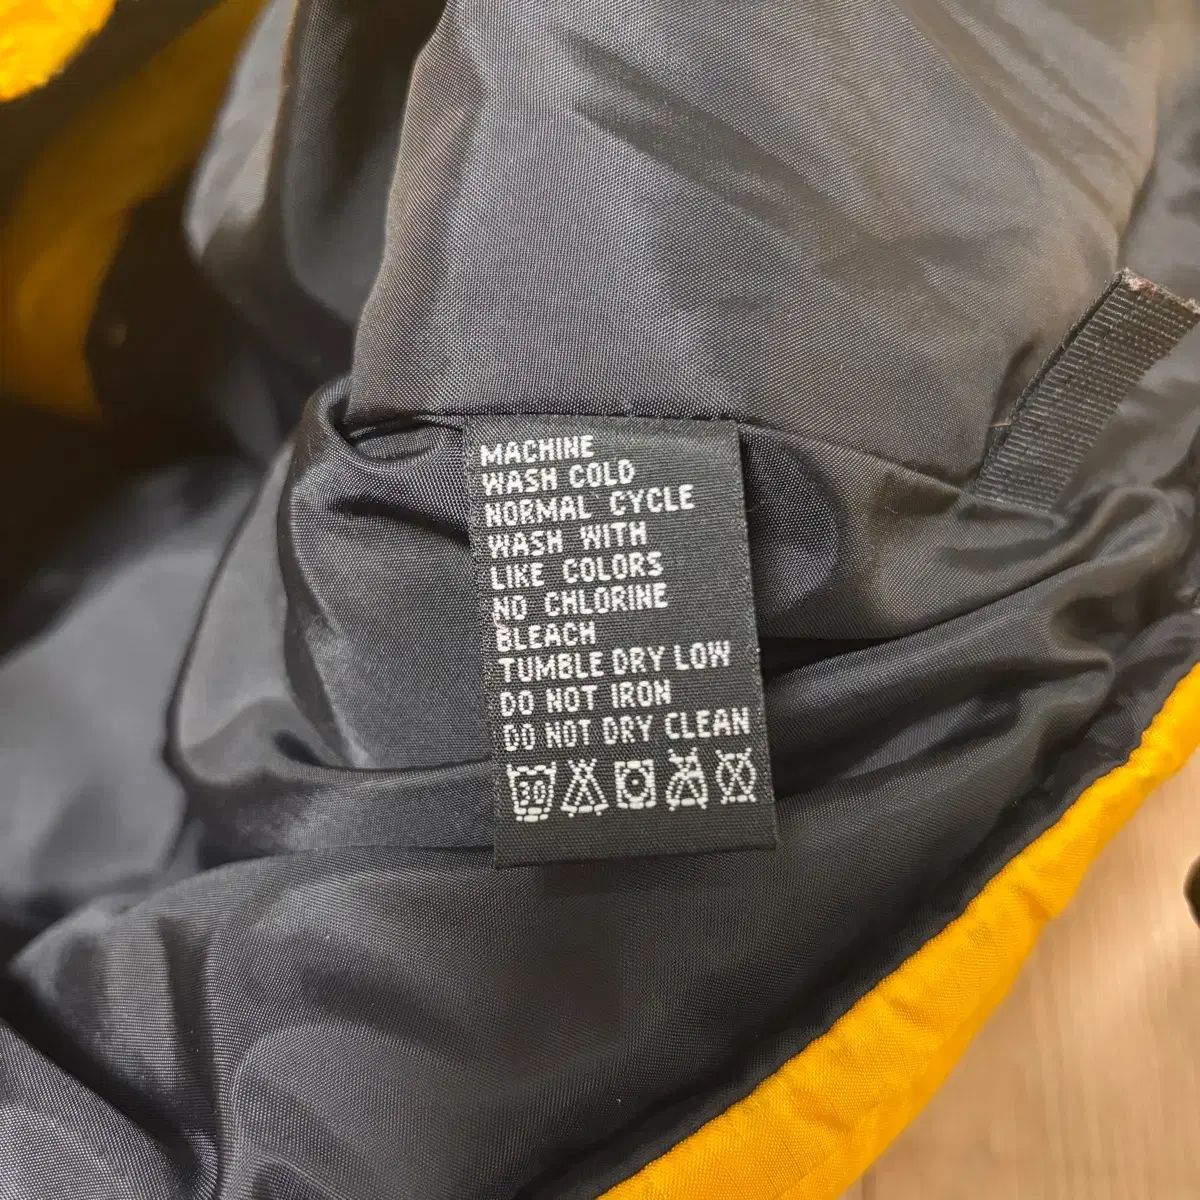 MACHINE
WASH COLD
NORMAL CYCLE
WASH WITH
LIKE COLORS
NO CHLORINE
BLEACH
TUMBLE DRY LOW
DO NOT IRON
DO NOT DRY CLEAN
30